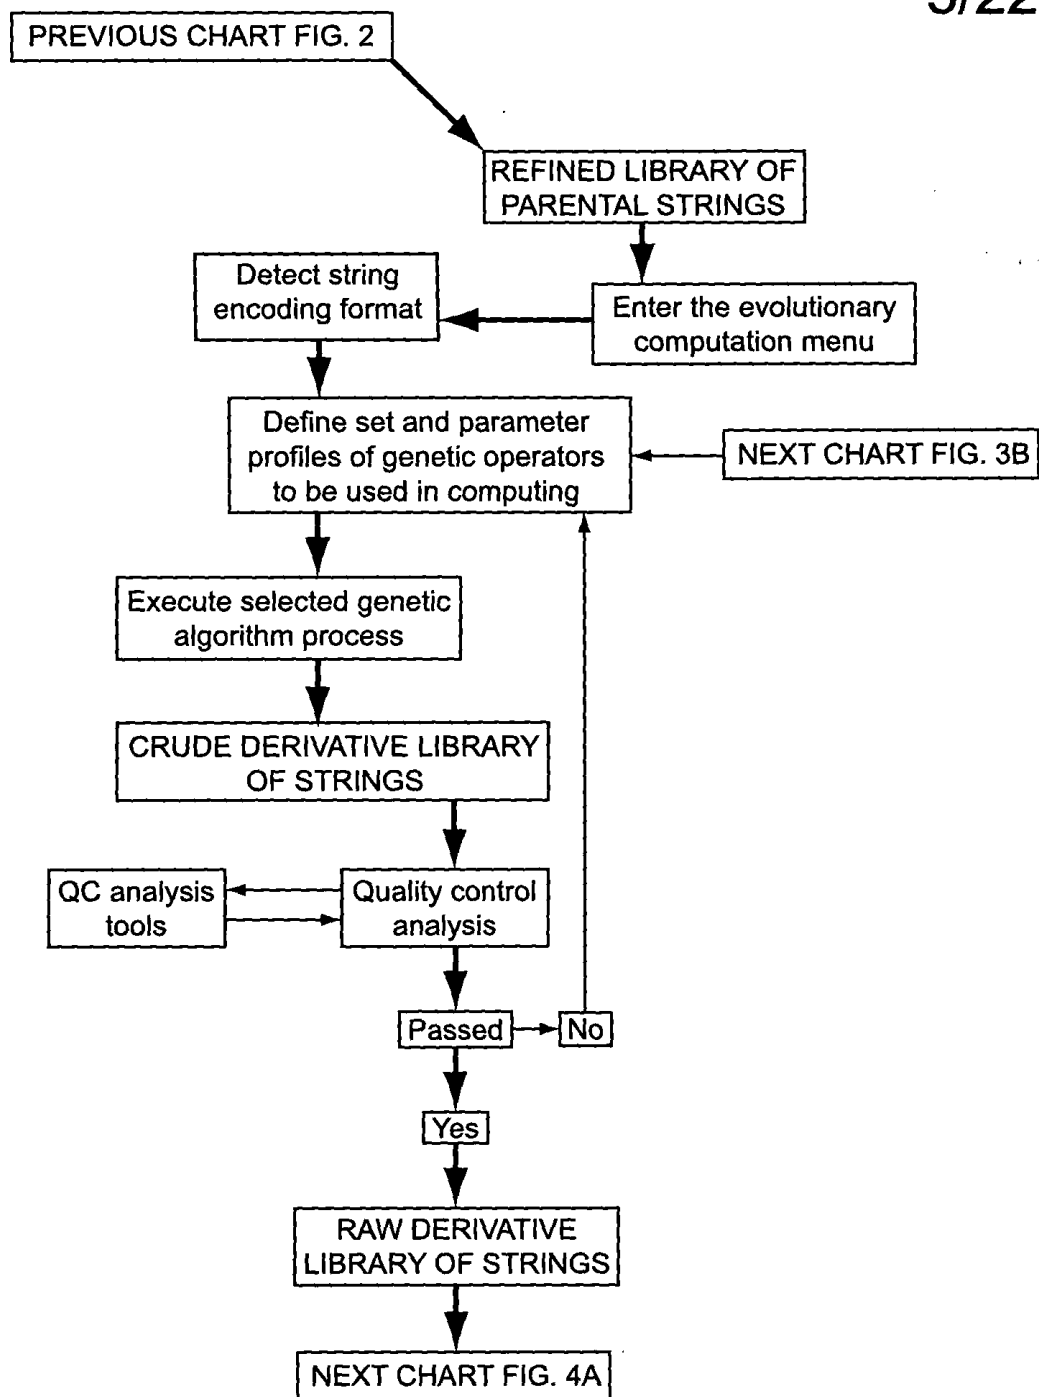 3/22
PREVIOUS CHART FIG. 2
REFINED LIBRARY OF
PARENTAL STRINGS
Detect string
encoding format
Enter the evolutionary
computation menu
Define set and parameter
profiles of genetic operators
to be used in computing
NEXT CHART FIG. 3B
Execute selected genetic
algorithm process
CRUDE DERIVATIVE LIBRARY
OF STRINGS
QC analysis
tools
Quality control
analysis
Passed
No
Yes
RAW DERIVATIVE
LIBRARY OF STRINGS
NEXT CHART FIG. 4A